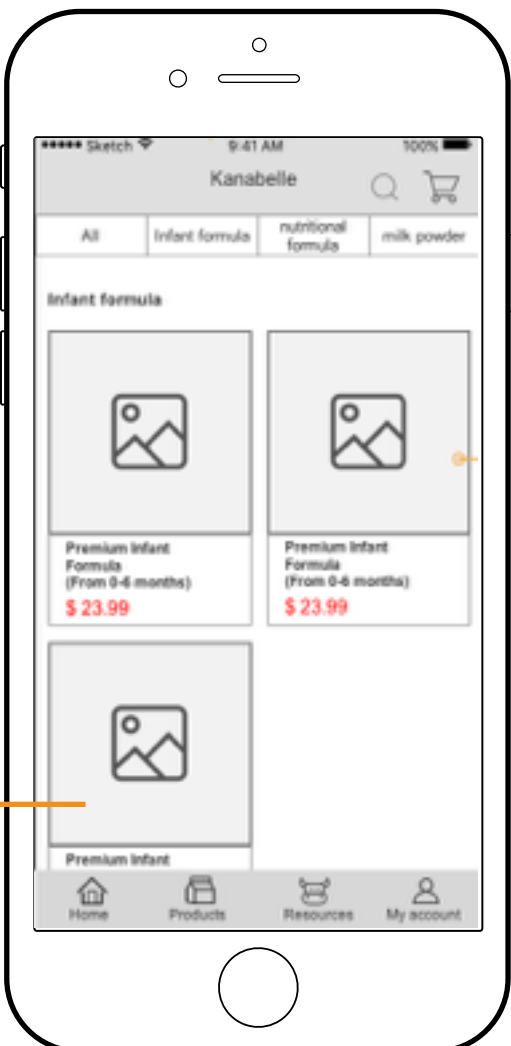 Sketch 9:41 AM 100%
Kanabelle
All Infant formula nutritional formula milk powder
Infant formula
Premium Infant
Formula
(From 0-6 months)
$ 23.99
Premium Infant
Formula
(From 0-6 months)
$ 23.99
Premium Infant
Home Products Resources My account